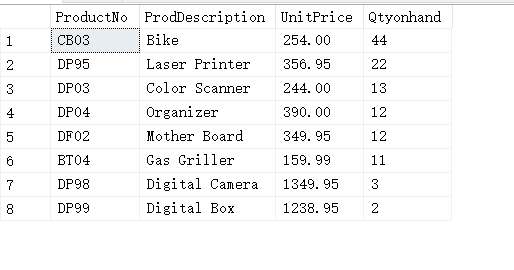 ProductNo ProdDescription UnitPrice Qtyonhand
1 CB03 Bike 254.00 44
2 DP95 Laser Printer 356.95 22
3 DP03 Color Scanner 244.00 13
4 DP04 Organizer 390.00 12
5 DF02 Mother Board 349.95 12
6 BT04 Gas Griller 159.99 11
7 DP98 Digital Camera 1349.95 3
8 DP99 Digital Box 1238.95 2